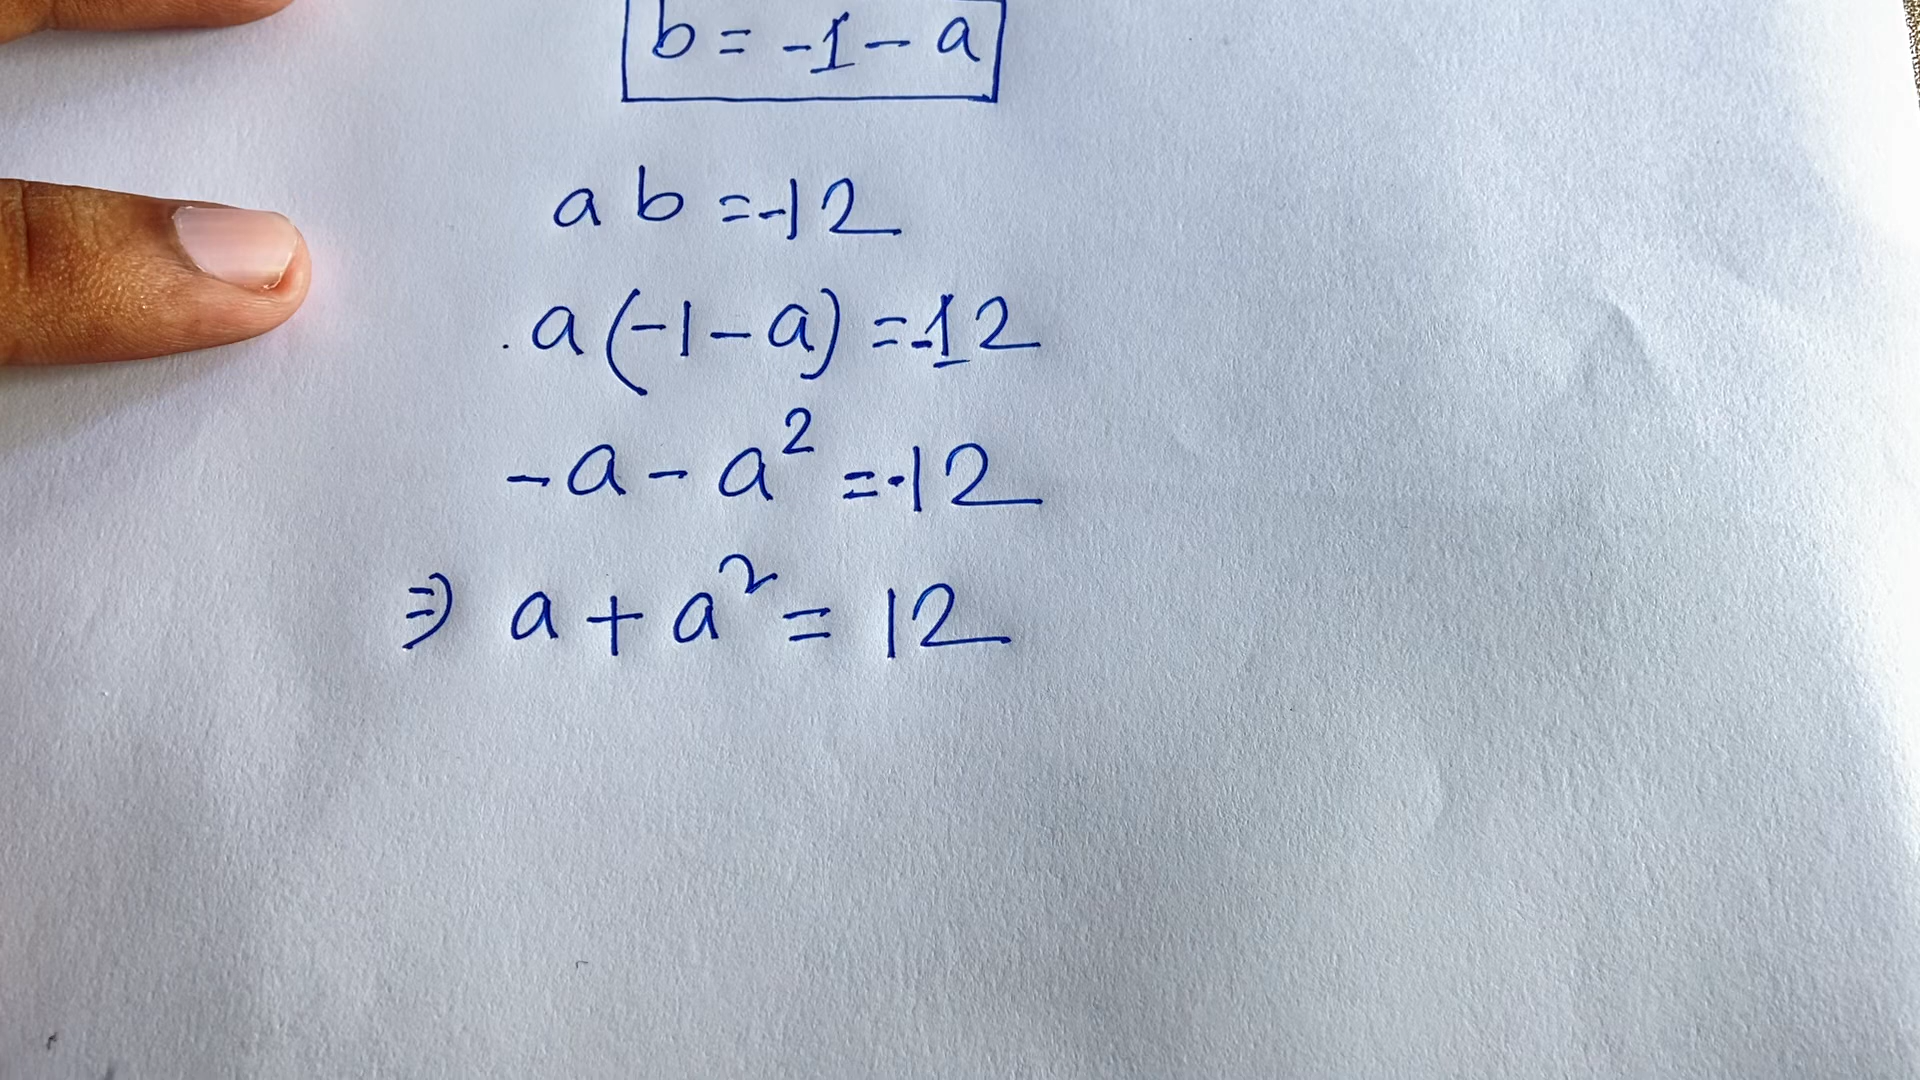 b = -1 - a
ab = -12
a(-1-a) = -12
-a - a² = -12
⇒ a + a² = 12